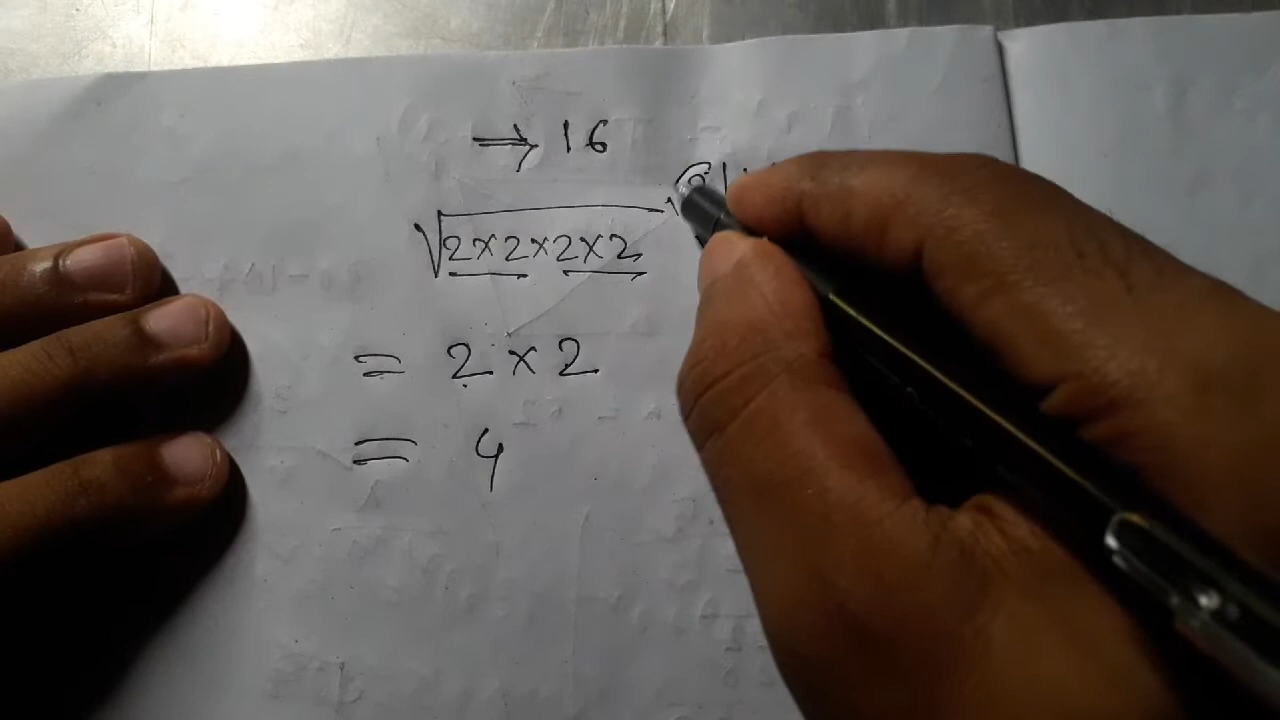 ⇒ 16
√2×2×2×2
= 2×2
= 4